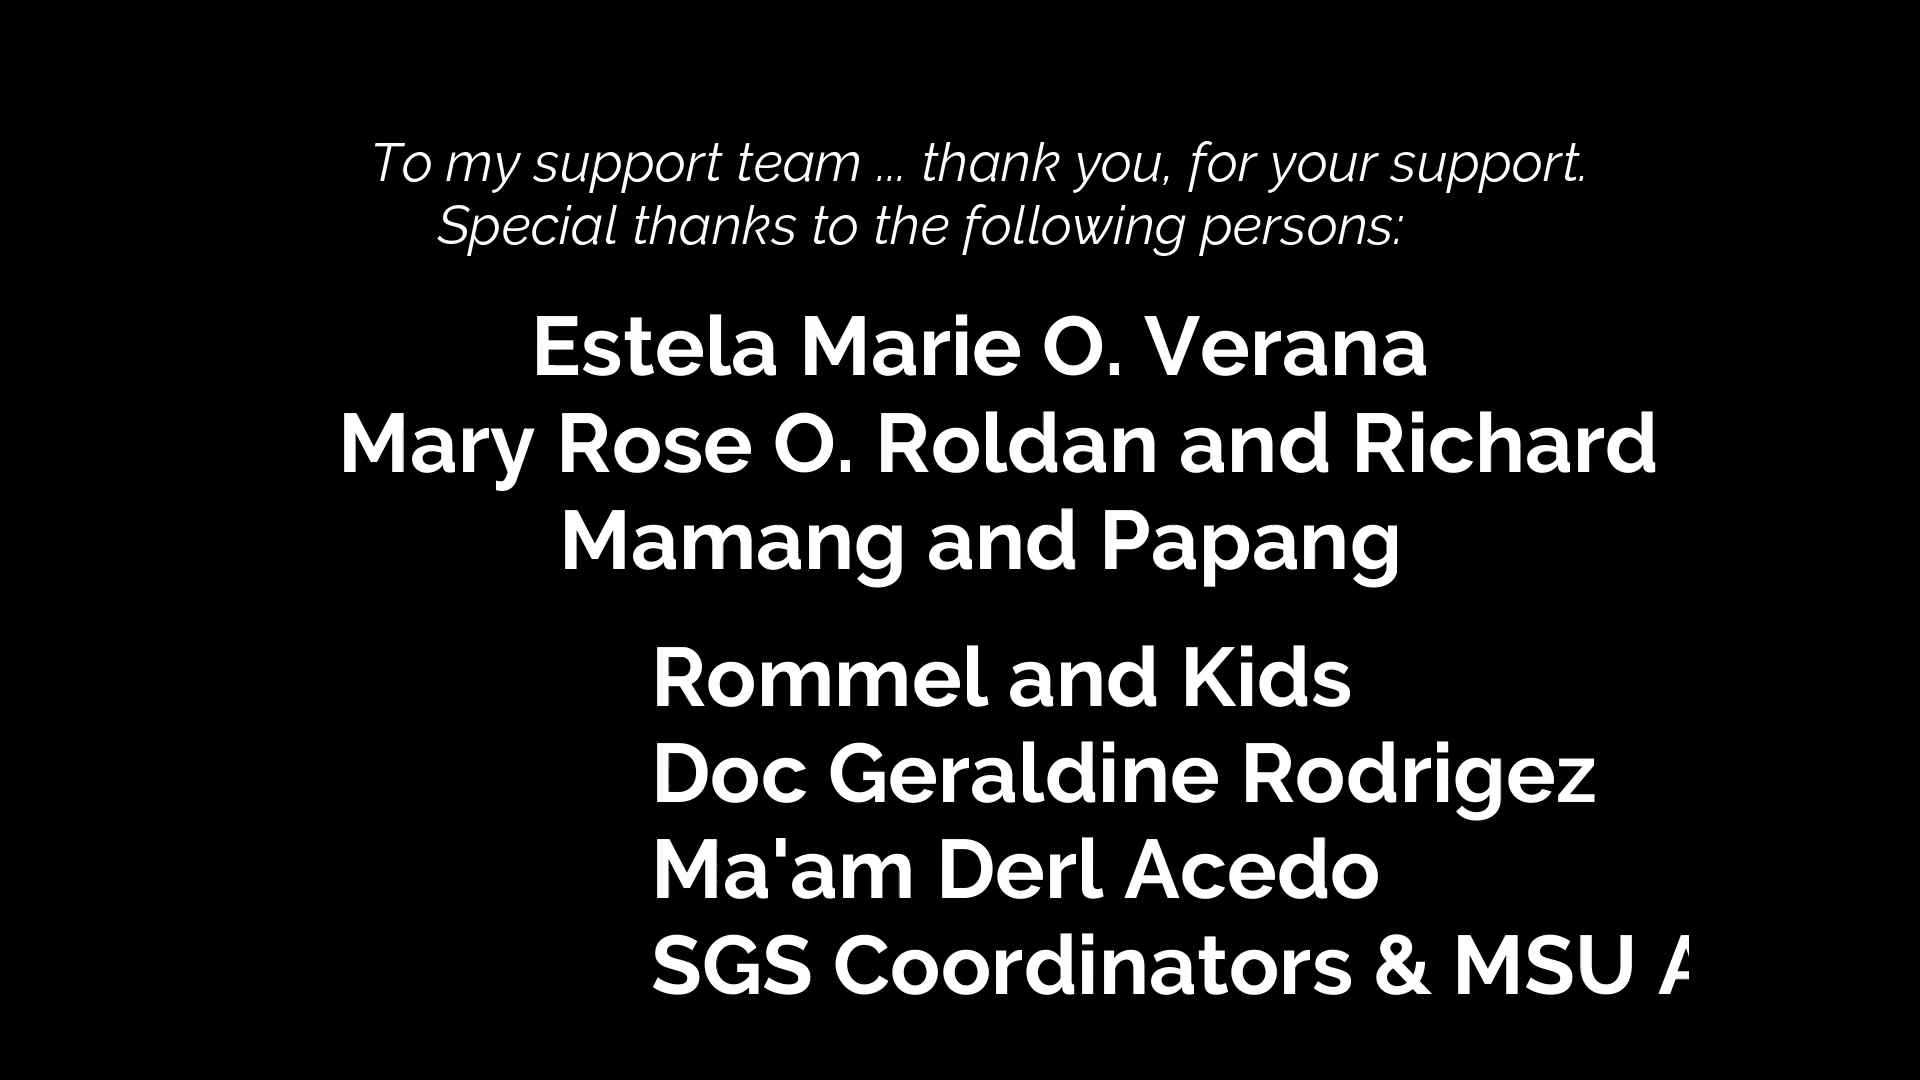 To my support team ... thank you, for your support.
Special thanks to the following persons:
Estela Marie O. Verana
Mary Rose O. Roldan and Richard
Mamang and Papang
Rommel and Kids
Doc Geraldine Rodrigez
Ma'am Derl Acedo
SGS Coordinators & MSU